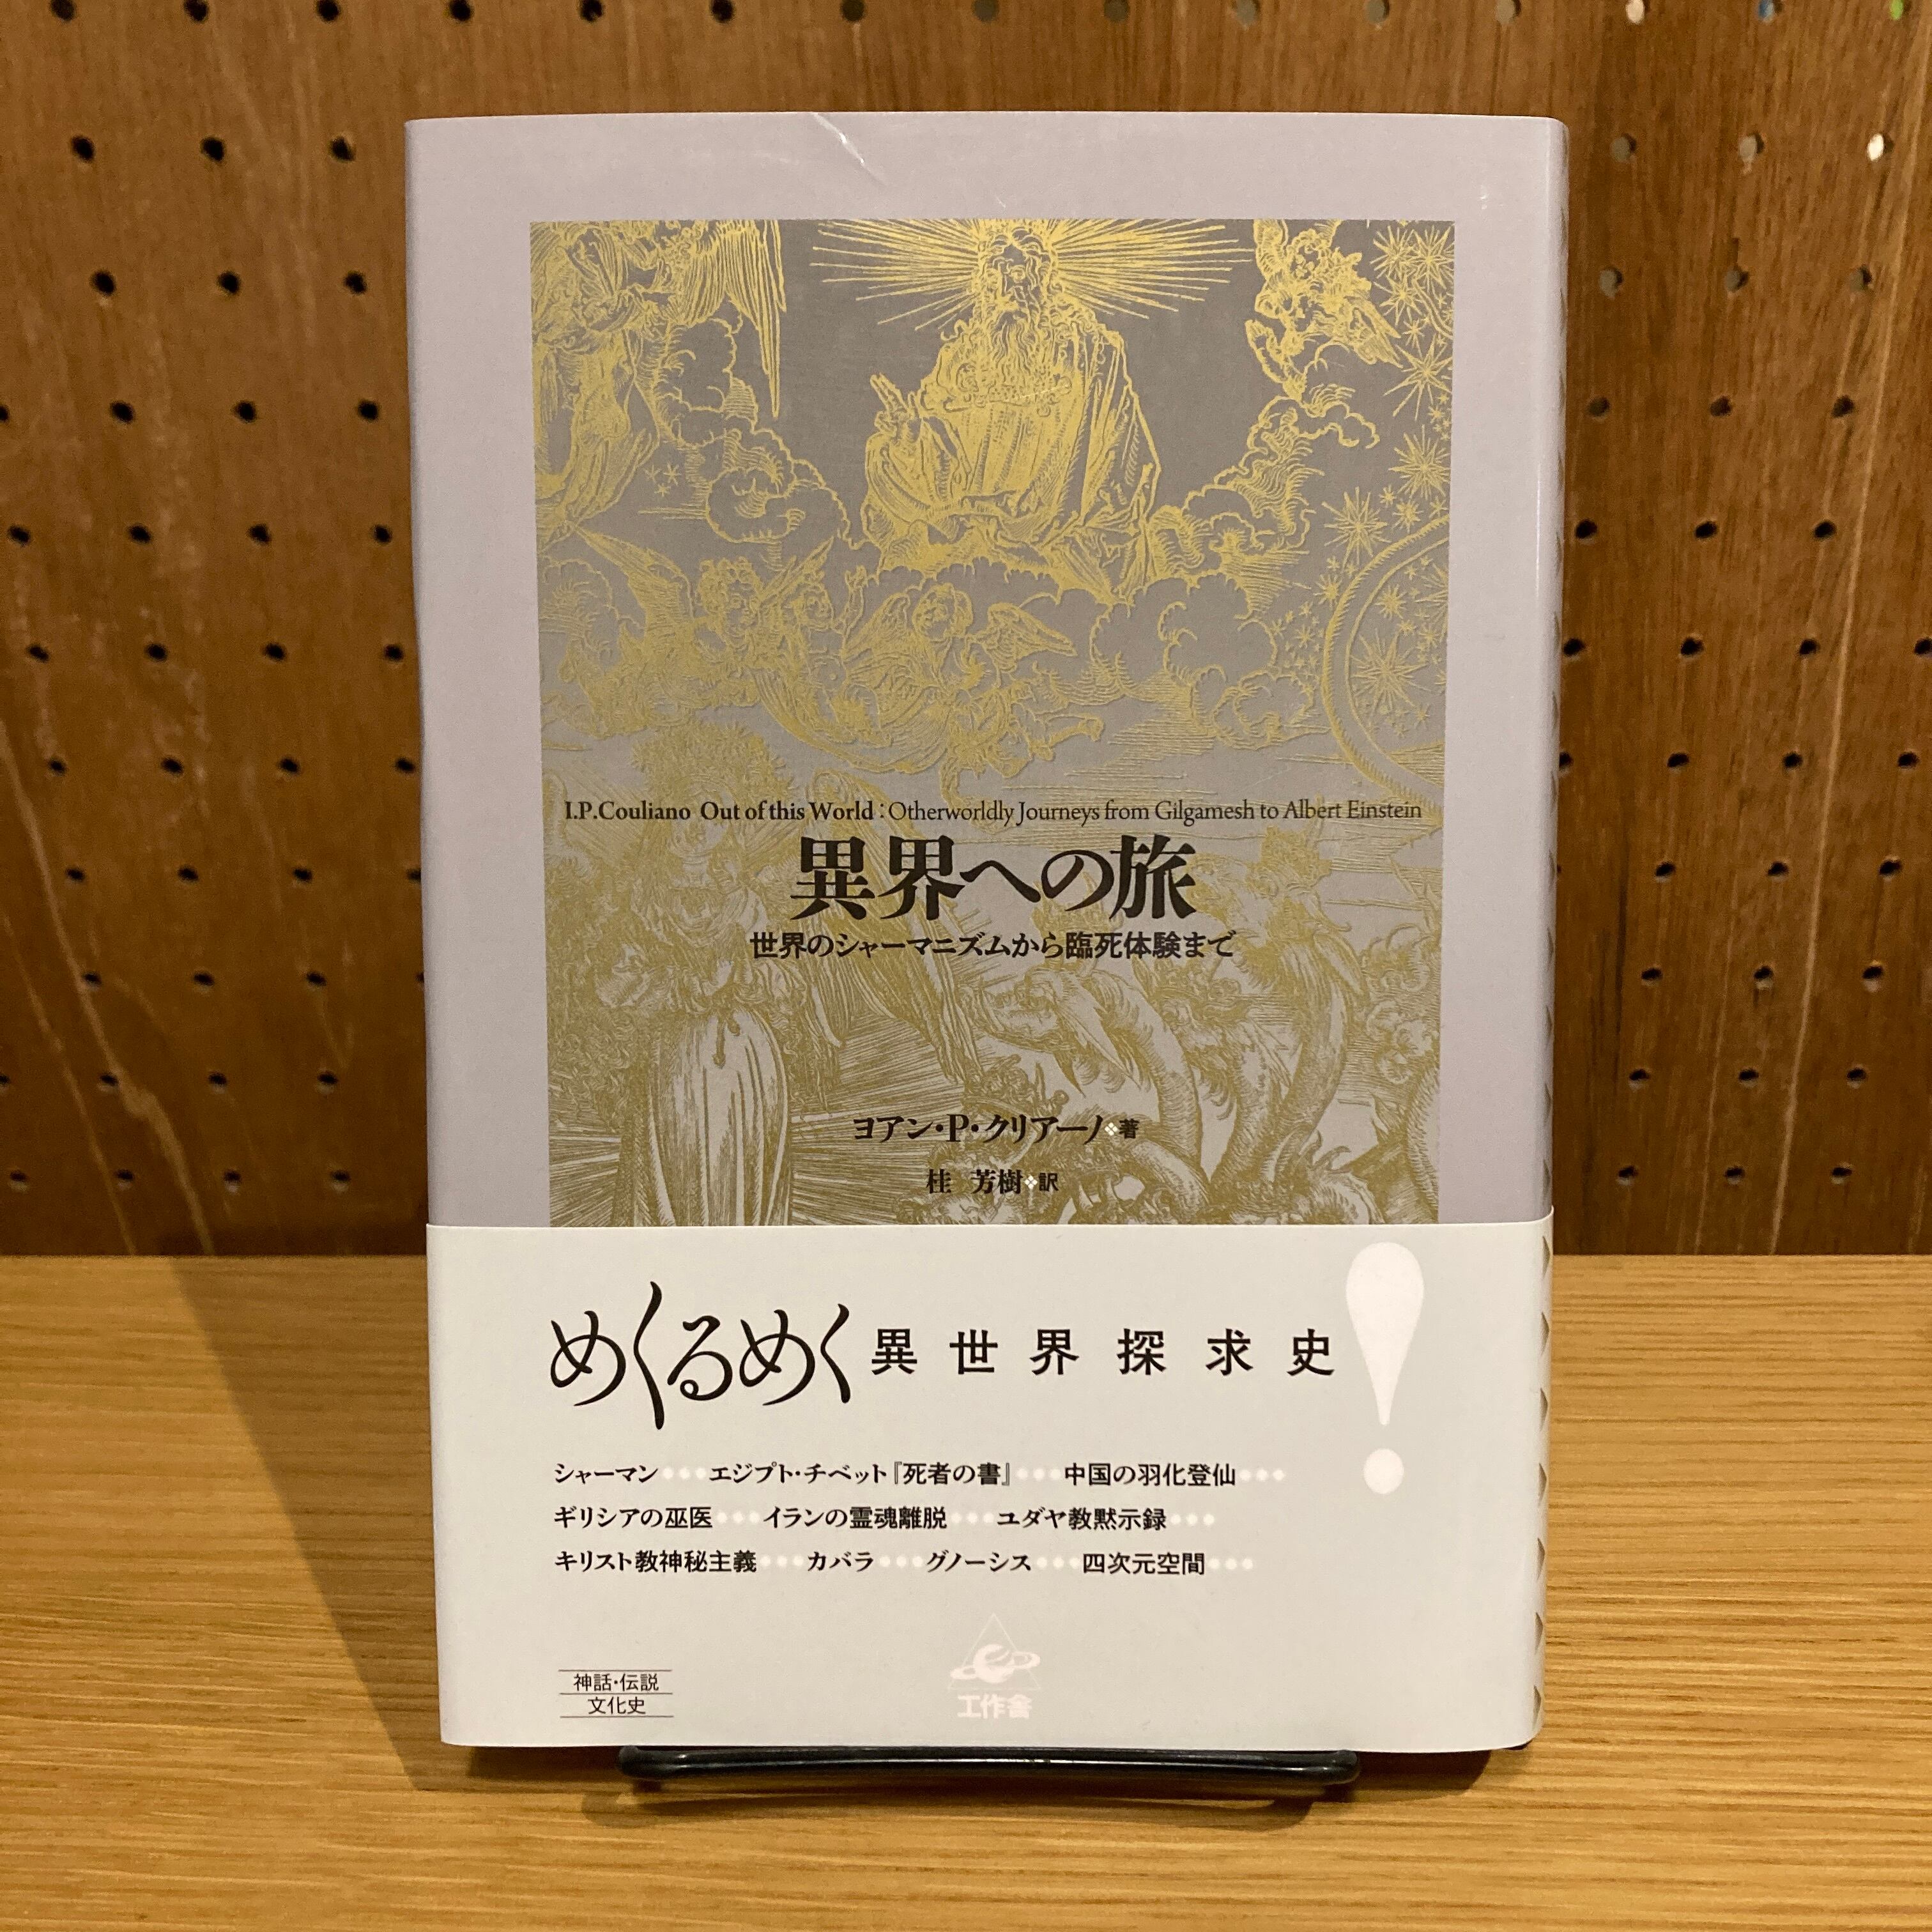 I.P.Couliano Out of this World : Otherworldly Journeys from Gilgamesh to Albert Einstein
異界への旅
世界のシャーマニズムから臨死体験まで
ヨアン・P・クリアーノ❖著
桂 芳樹❖訳
めくるめく異世界探求史!
シャーマン•••エジプト・チベット『死者の書』•••中国の羽化登仙•••
ギリシアの巫医•••イランの霊魂離脱•••ユダヤ教黙示録•••
キリスト教神秘主義•••カバラ•••グノーシス•••四次元空間•••
神話・伝説
文化史
工作舎